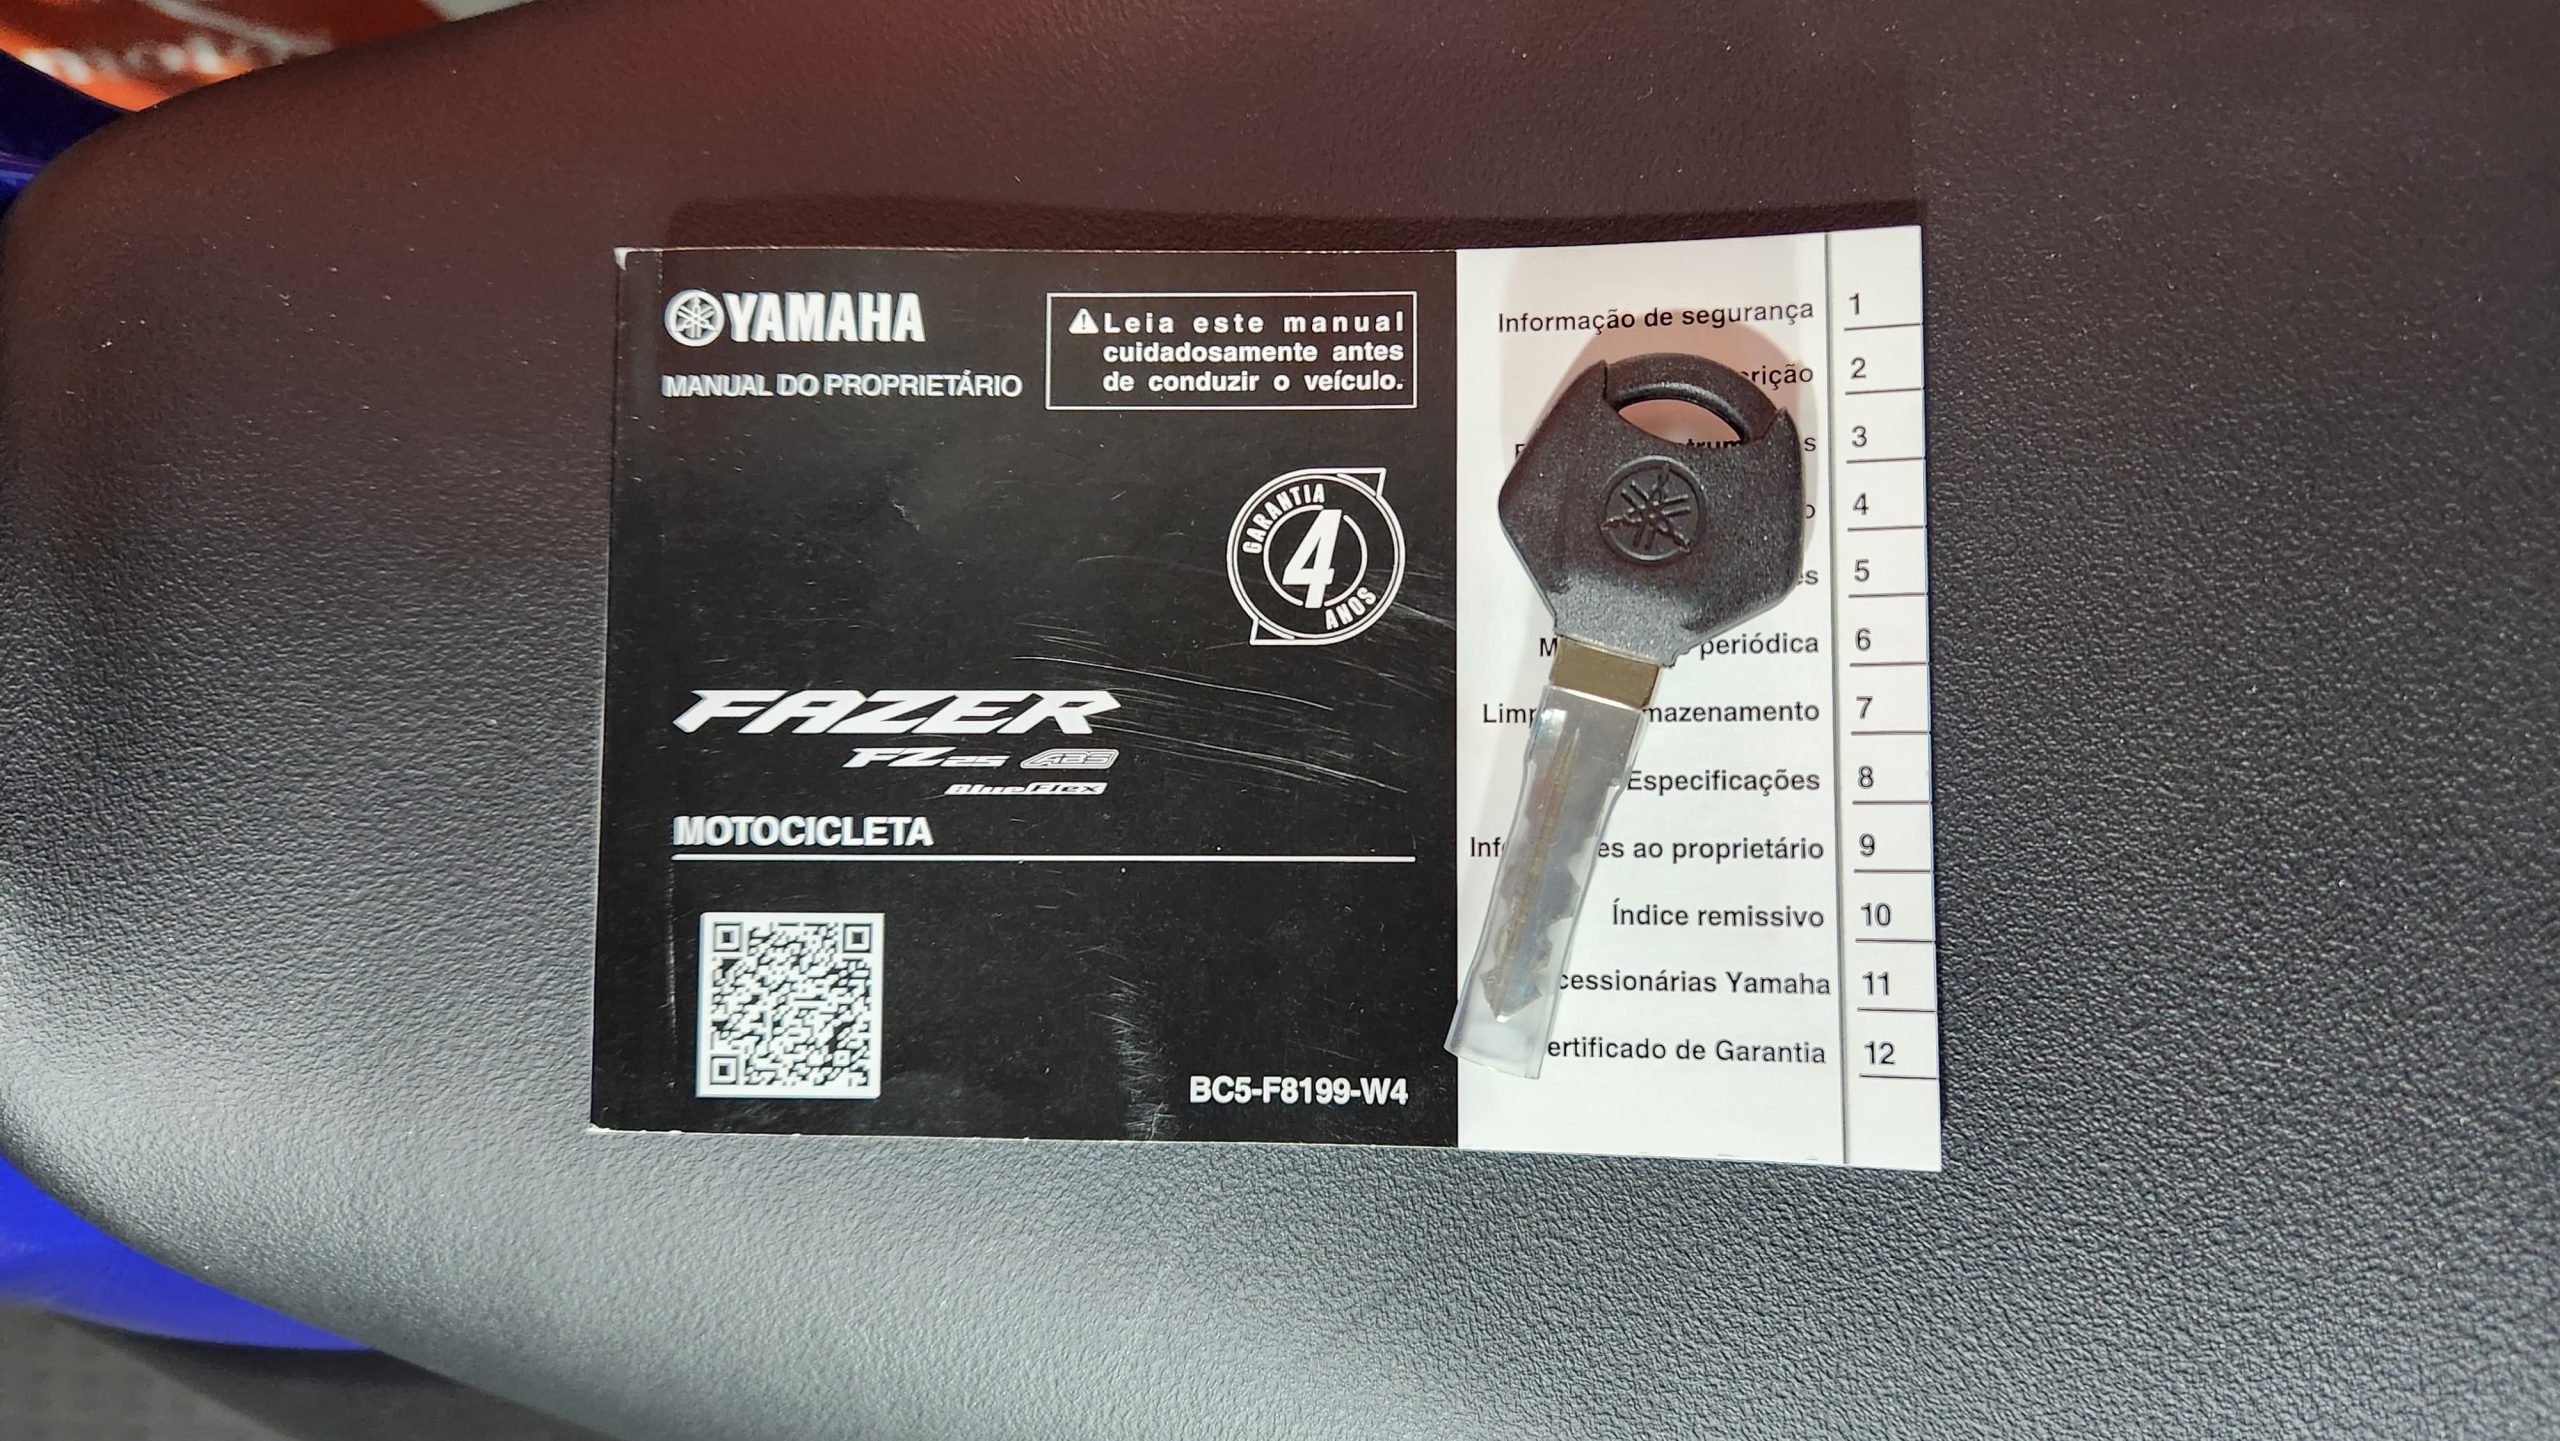 YAMAHA
MANUAL DO PROPRIETÁRIO
Leia este manual
cuidadosamente antes
de conduzir o veículo.
GARANTIA
4
ANOS
FAZER
FZ25 ABS
BlueFlex
MOTOCICLETA
BC5-F8199-W4
Informação de segurança 1
2
3
4
5
periódica 6
7
Especificações 8
ao proprietário 9
Índice remissivo 10
Yamaha 11
de Garantia 12